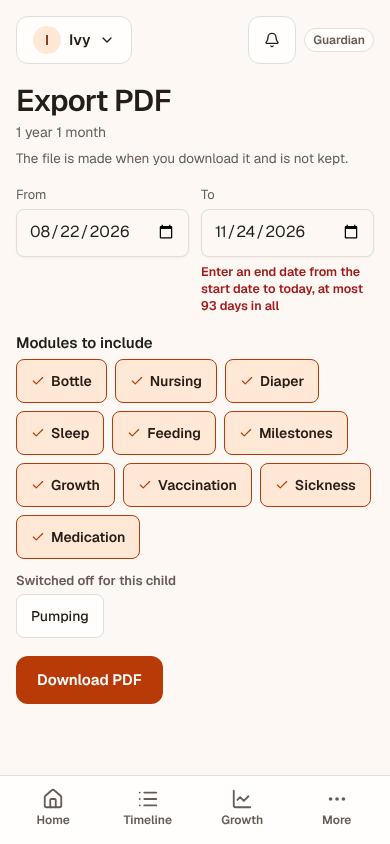 I Ivy
Guardian
Export PDF
1 year 1 month
The file is made when you download it and is not kept.
From To
08/22/2026 11/24/2026
Enter an end date from the
start date to today, at most
93 days in all
Modules to include
Bottle Nursing Diaper
Sleep Feeding Milestones
Growth Vaccination Sickness
Medication
Switched off for this child
Pumping
Download PDF
Home Timeline Growth More